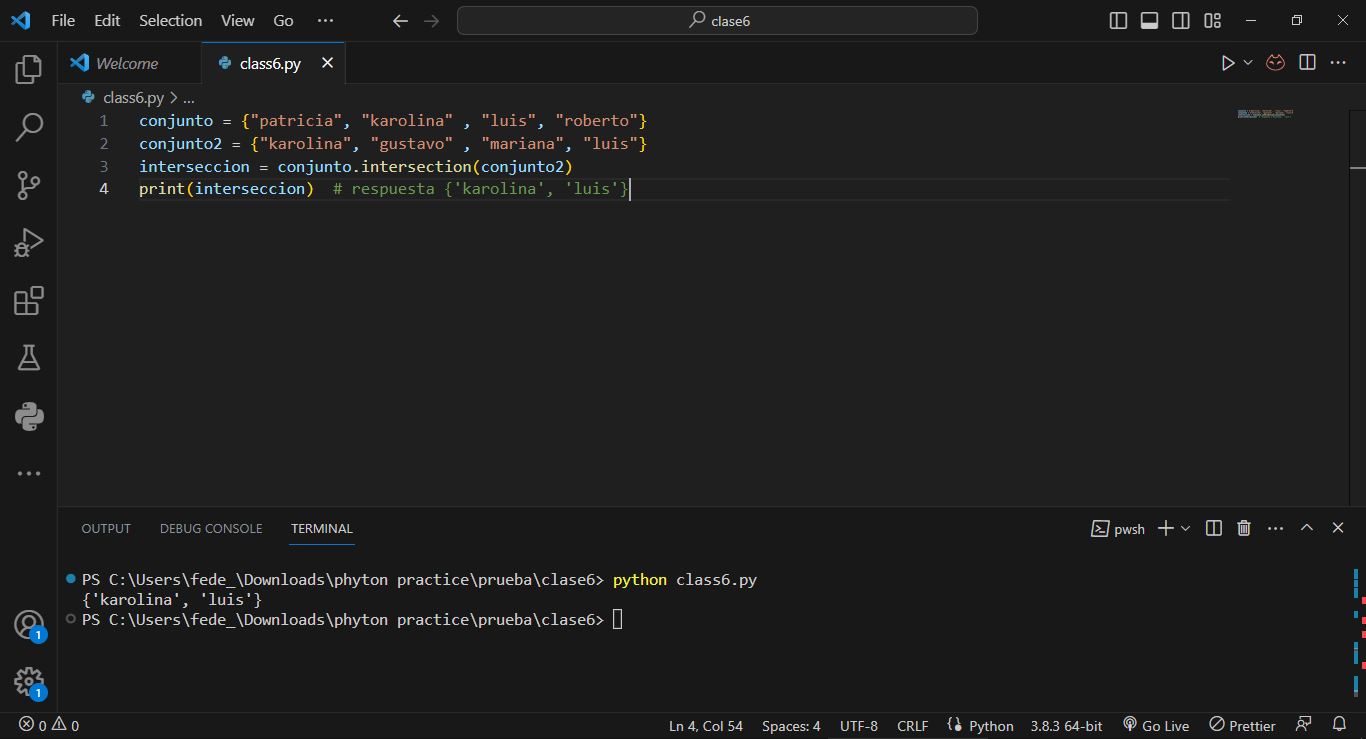 File Edit Selection View Go ··· clase6
Welcome class6.py
class6.py > ...
1 conjunto = {"patricia", "karolina" , "luis", "roberto"}
2 conjunto2 = {"karolina", "gustavo" , "mariana", "luis"}
3 interseccion = conjunto.intersection(conjunto2)
4 print(interseccion)  # respuesta {'karolina', 'luis'}
OUTPUT DEBUG CONSOLE TERMINAL pwsh
PS C:\Users\fede_\Downloads\phyton practice\prueba\clase6> python class6.py
{'karolina', 'luis'}
PS C:\Users\fede_\Downloads\phyton practice\prueba\clase6>
1
1
0 0 Ln 4, Col 54 Spaces: 4 UTF-8 CRLF Python 3.8.3 64-bit Go Live Prettier